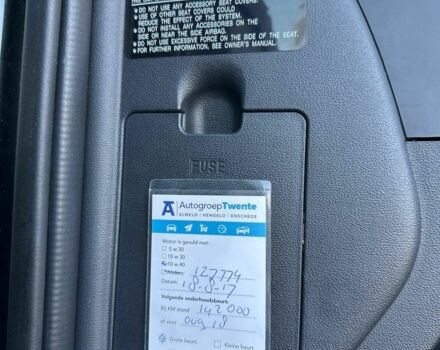 • DO NOT USE ANY ACCESSORY SEAT COVERS.
• USE OF OTHER SEAT COVERS COULD
REDUCE THE EFFECT OF THE SYSTEM.
• DO NOT INSTALL ANY ACCESSORIES ON THE
SIDE OR NEAR THE SIDE AIRBAG.
• DO NOT USE EXCESSIVE FORCE ON THE SIDE OF THE SEAT.
• FOR FURTHER INFORMATION, SEE OWNER'S MANUAL.
FUSE
A AutogroepTwente
ALMELO | HENGELO | ENSCHEDE
Motor is gevuld met:
5 w 30
10 w 30
10 w 40
Anders: 127774
Datum: 18-8-17
Volgende onderhoudsbeurt:
Bij KM stand 142000
of voor aug 18
Grote beurt Kleine beurt